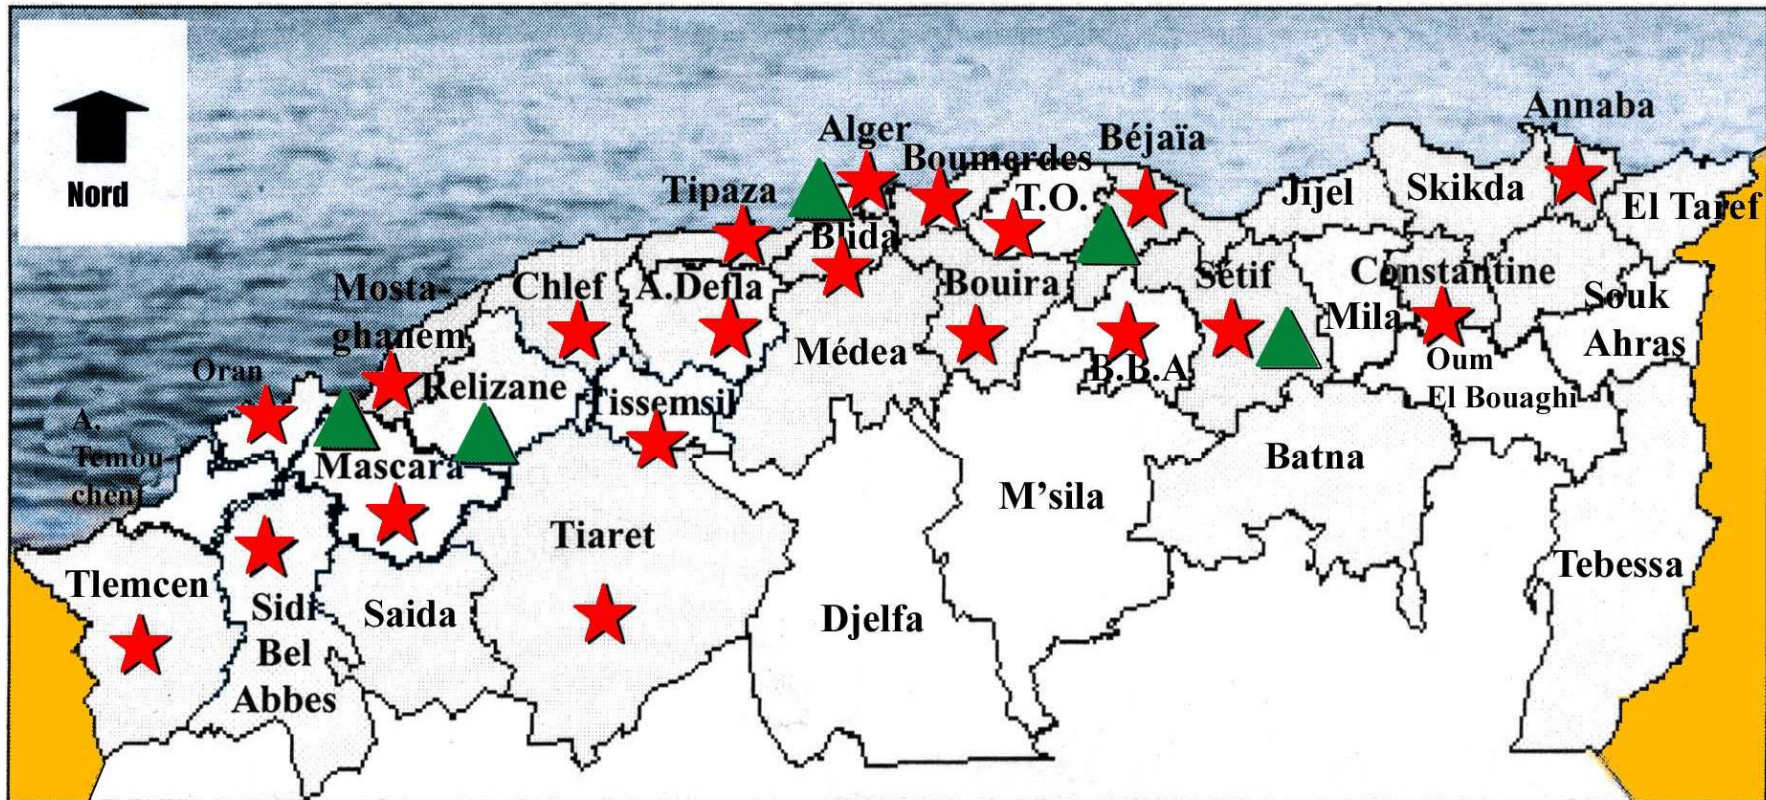 Nord
Annaba
Alger
Béjaïa
Boumerdes
Tipaza
T.O.
Jijel
Skikda
El Taref
Blida
Mosta-
ghanem
Chlef
A.Defla
Bouira
Sétif
Constantine
Souk
Ahras
Mila
Médea
B.B.A
Oum
El Bouaghi
Oran
Relizane
Tissemsil
A.
Temou-
chent
Mascara
Batna
M'sila
Tiaret
Tlemcen
Tebessa
Sidi
Bel
Abbes
Saida
Djelfa